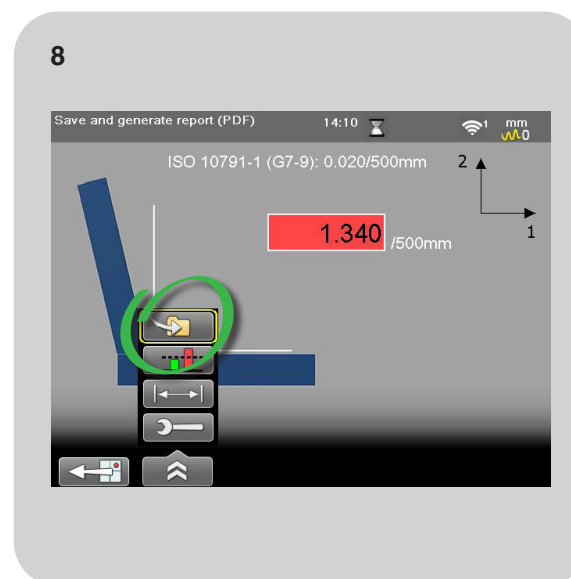 8
Save and generate report (PDF) 14:10 1 mm
0
ISO 10791-1 (G7-9): 0.020/500mm 2
1.340 /500mm 1